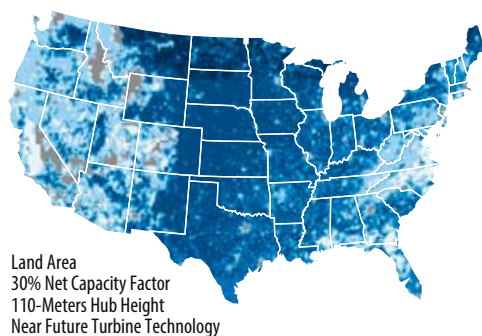 Land Area
30% Net Capacity Factor
110-Meters Hub Height
Near Future Turbine Technology